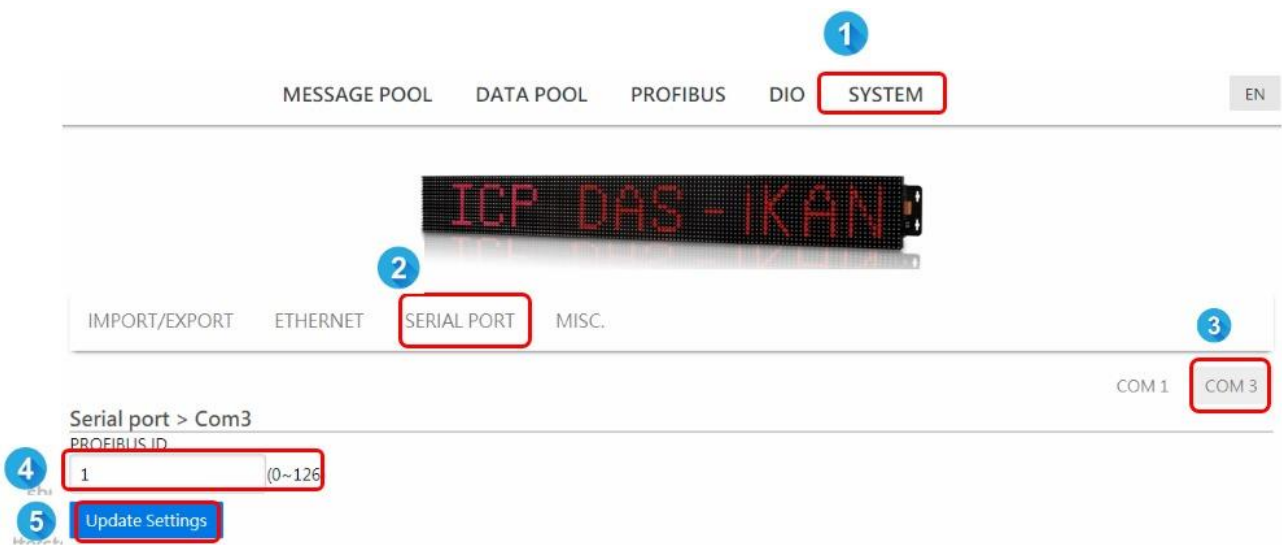 1
MESSAGE POOL DATA POOL PROFIBUS DIO SYSTEM EN
ICP DAS - iKAN
2
IMPORT/EXPORT ETHERNET SERIAL PORT MISC.
3
COM 1 COM 3
Serial port > Com3
PROFIBUS ID
4 1 (0~126
5 Update Settings